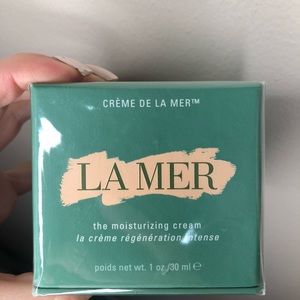 CRÈME DE LA MER™
LA MER
the moisturizing cream
la crème régénération intense
poids net wt. 1 oz./30 ml ℮